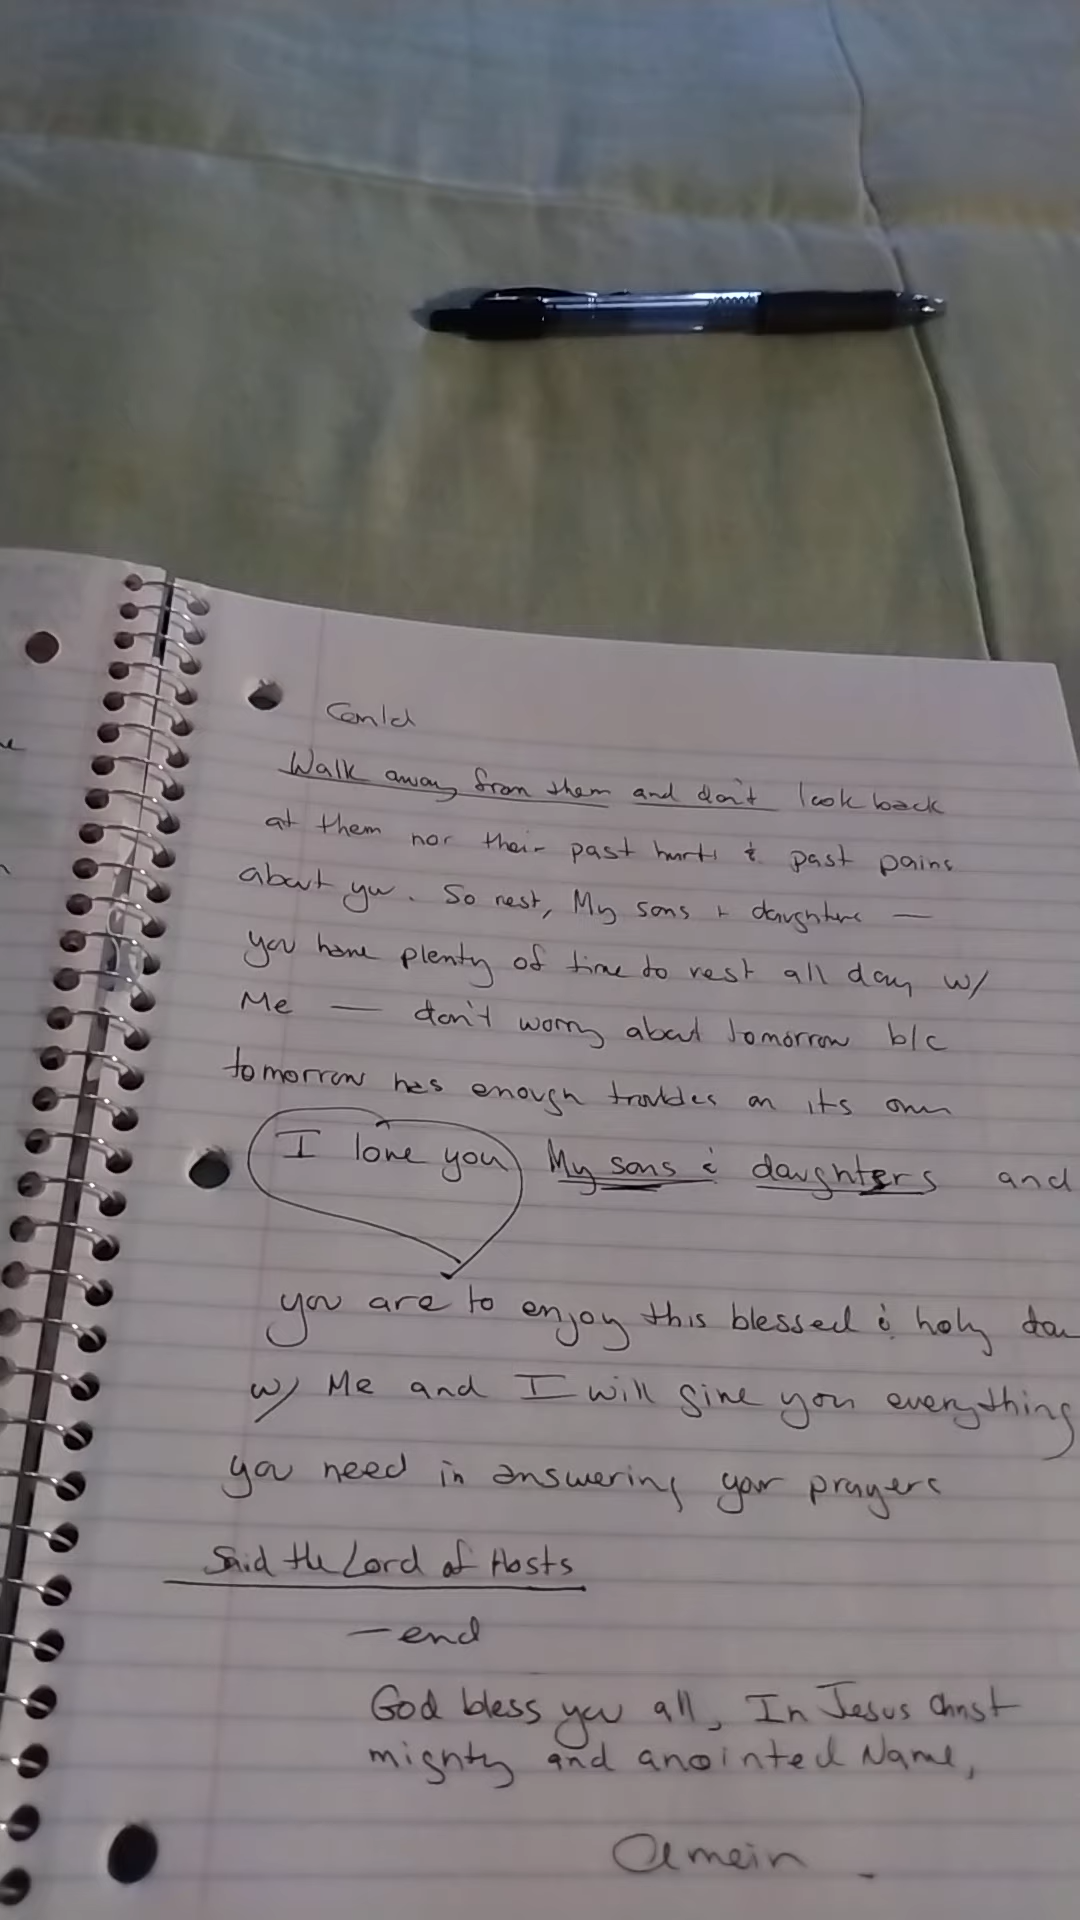 Cont'd
Walk away from them and don't look back
at them nor their past hurts & past pains
about you. So rest, My sons + daughters —
you have plenty of time to rest all day w/
Me — don't worry about tomorrow b/c
tomorrow has enough troubles on its own
I love you My sons & daughters and
you are to enjoy this blessed & holy da
w/ Me and I will give you everything
you need in answering your prayers
Said the Lord of Hosts
— end
God bless you all, In Jesus Christ
mighty and anointed Name,
Amein